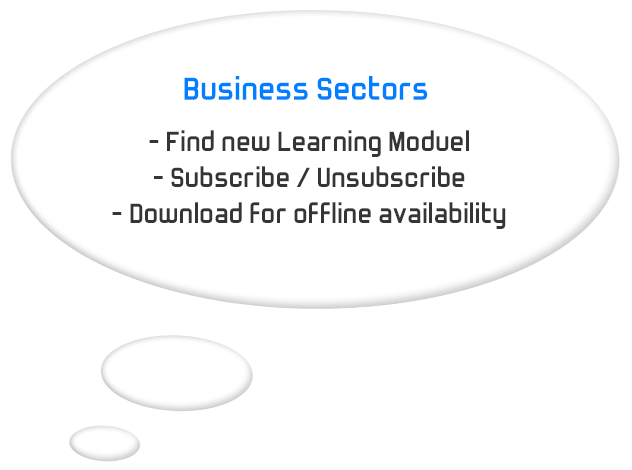 Business Sectors
- Find new Learning Moduel
- Subscribe / Unsubscribe
- Download for offline availability